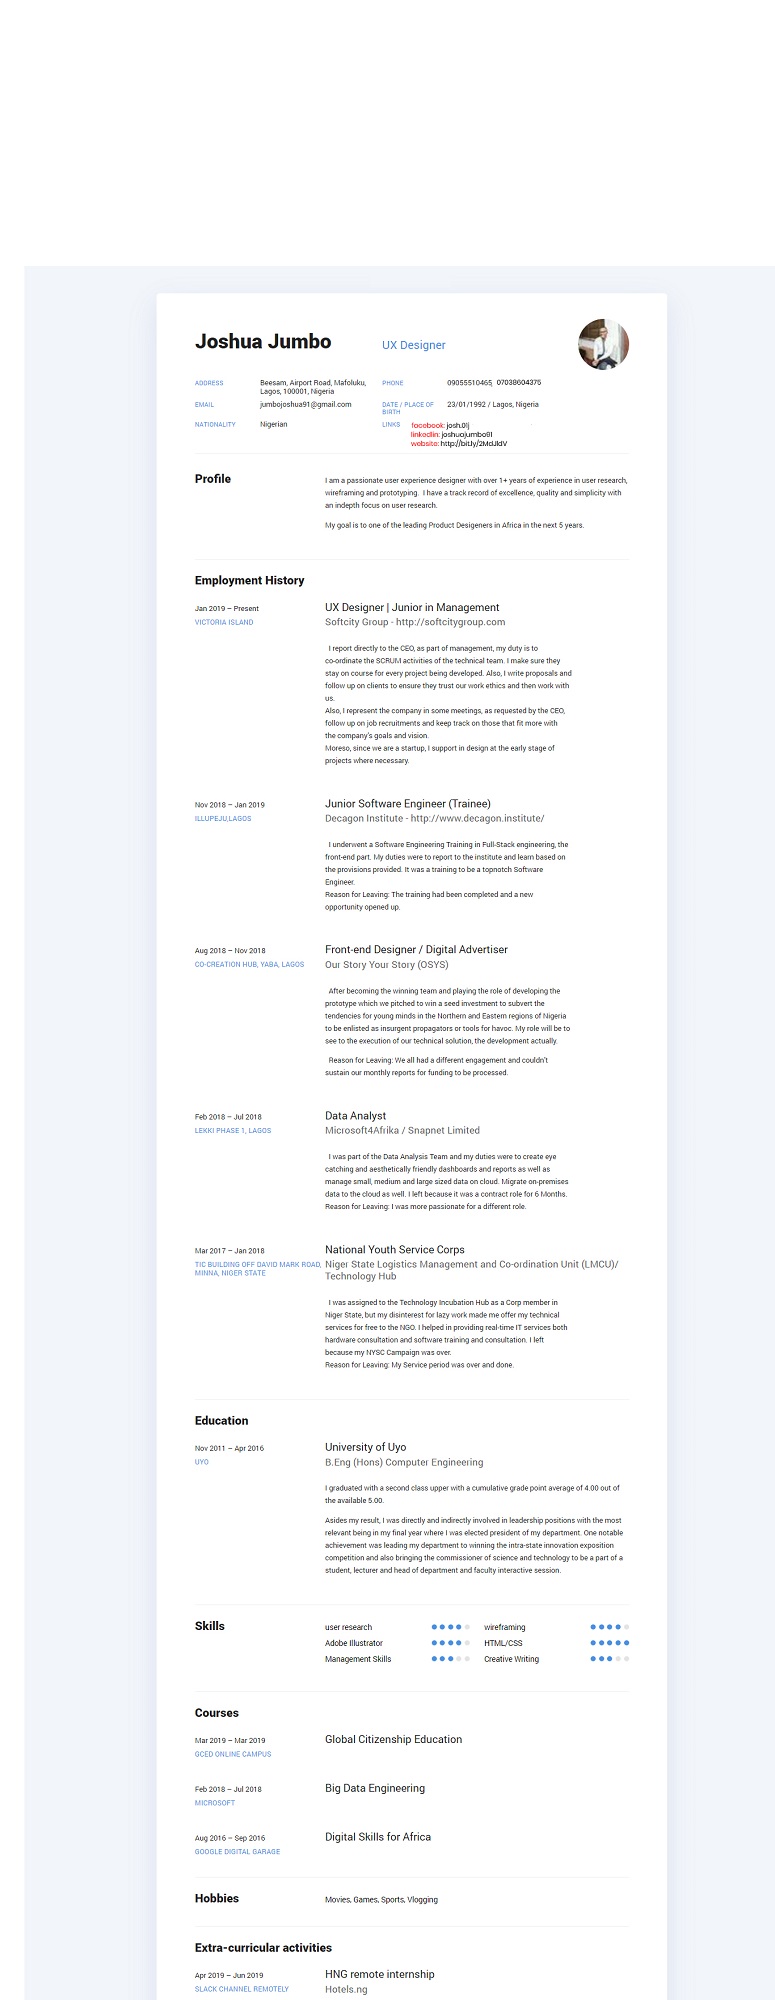 Joshua Jumbo
UX Designer
ADDRESS
Beesam, Airport Road, Mafoluku,
Lagos, 100001, Nigeria
PHONE
09055510465, 07038604375
EMAIL
jumbojoshua91@gmail.com
DATE / PLACE OF
BIRTH
23/01/1992 / Lagos, Nigeria
NATIONALITY
Nigerian
LINKS
facebook: josh.01j
linkedlin: joshuajumbo91
website: http://bit.ly/2MdJldV
Profile
I am a passionate user experience designer with over 1+ years of experience in user research,
wireframing and prototyping. I have a track record of excellence, quality and simplicity with
an indepth focus on user research.
My goal is to one of the leading Product Desigeners in Africa in the next 5 years.
Employment History
Jan 2019 – Present
VICTORIA ISLAND
UX Designer | Junior in Management
Softcity Group - http://softcitygroup.com
I report directly to the CEO, as part of management, my duty is to
co-ordinate the SCRUM activities of the technical team. I make sure they
stay on course for every project being developed. Also, I write proposals and
follow up on clients to ensure they trust our work ethics and then work with
us.
Also, I represent the company in some meetings, as requested by the CEO,
follow up on job recruitments and keep track on those that fit more with
the company's goals and vision.
Moreso, since we are a startup, I support in design at the early stage of
projects where necessary.
Nov 2018 – Jan 2019
ILLUPEJU,LAGOS
Junior Software Engineer (Trainee)
Decagon Institute - http://www.decagon.institute/
I underwent a Software Engineering Training in Full-Stack engineering, the
front-end part. My duties were to report to the institute and learn based on
the provisions provided. It was a training to be a topnotch Software
Engineer.
Reason for Leaving: The training had been completed and a new
opportunity opened up.
Aug 2018 – Nov 2018
CO-CREATION HUB, YABA, LAGOS
Front-end Designer / Digital Advertiser
Our Story Your Story (OSYS)
After becoming the winning team and playing the role of developing the
prototype which we pitched to win a seed investment to subvert the
tendencies for young minds in the Northern and Eastern regions of Nigeria
to be enlisted as insurgent propagators or tools for havoc. My role will be to
see to the execution of our technical solution, the development actually.
Reason for Leaving: We all had a different engagement and couldn't
sustain our monthly reports for funding to be processed.
Feb 2018 – Jul 2018
LEKKI PHASE 1, LAGOS
Data Analyst
Microsoft4Afrika / Snapnet Limited
I was part of the Data Analysis Team and my duties were to create eye
catching and aesthetically friendly dashboards and reports as well as
manage small, medium and large sized data on cloud. Migrate on-premises
data to the cloud as well. I left because it was a contract role for 6 Months.
Reason for Leaving: I was more passionate for a different role.
Mar 2017 – Jan 2018
TIC BUILDING OFF DAVID MARK ROAD,
MINNA, NIGER STATE
National Youth Service Corps
Niger State Logistics Management and Co-ordination Unit (LMCU)/
Technology Hub
I was assigned to the Technology Incubation Hub as a Corp member in
Niger State, but my disinterest for lazy work made me offer my technical
services for free to the NGO. I helped in providing real-time IT services both
hardware consultation and software training and consultation. I left
because my NYSC Campaign was over.
Reason for Leaving: My Service period was over and done.
Education
Nov 2011 – Apr 2016
UYO
University of Uyo
B.Eng (Hons) Computer Engineering
I graduated with a second class upper with a cumulative grade point average of 4.00 out of
the available 5.00.
Asides my result, I was directly and indirectly involved in leadership positions with the most
relevant being in my final year where I was elected president of my department. One notable
achievement was leading my department to winning the intra-state innovation exposition
competition and also bringing the commissioner of science and technology to be a part of a
student, lecturer and head of department and faculty interactive session.
Skills
user research
wireframing
Adobe Illustrator
HTML/CSS
Management Skills
Creative Writing
Courses
Mar 2019 – Mar 2019
GCED ONLINE CAMPUS
Global Citizenship Education
Feb 2018 – Jul 2018
MICROSOFT
Big Data Engineering
Aug 2016 – Sep 2016
GOOGLE DIGITAL GARAGE
Digital Skills for Africa
Hobbies
Movies, Games, Sports, Vlogging
Extra-curricular activities
Apr 2019 – Jun 2019
SLACK CHANNEL REMOTELY
HNG remote internship
Hotels.ng